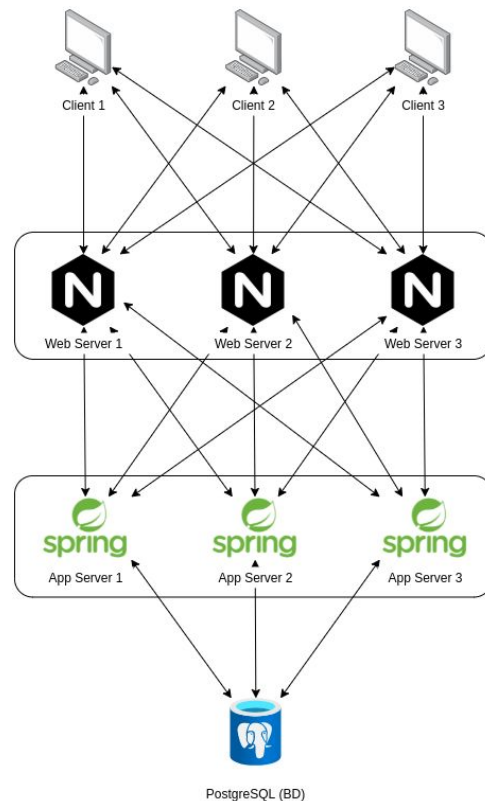 Client 1
Client 2
Client 3
N
N
N
Web Server 1
Web Server 2
Web Server 3
spring
spring
spring
App Server 1
App Server 2
App Server 3
PostgreSQL (BD)